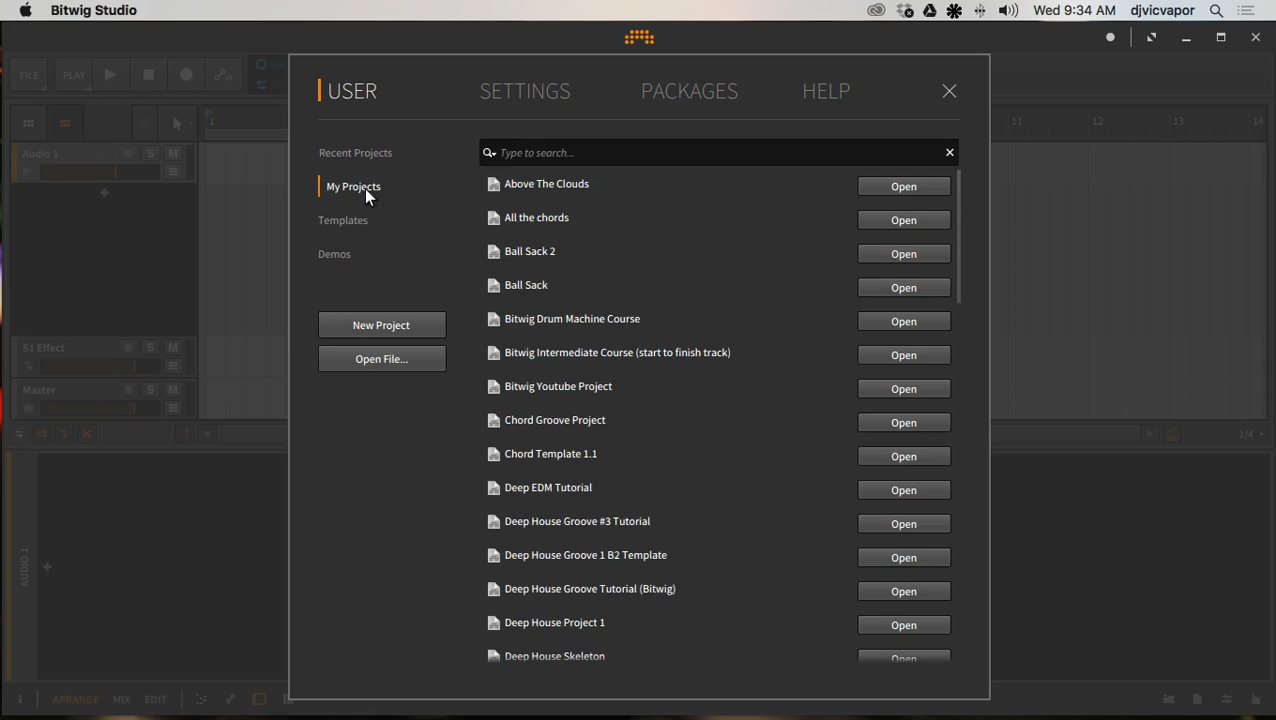 Bitwig Studio
Wed 9:34 AM djvicvapor
FILE PLAY
USER SETTINGS PACKAGES HELP
1 11 12 13 14
Audio 1 S M
Recent Projects
Type to search...
My Projects
Templates
Demos
New Project
Open File...
Above The Clouds Open
All the chords Open
Ball Sack 2 Open
Ball Sack Open
Bitwig Drum Machine Course Open
Bitwig Intermediate Course (start to finish track) Open
Bitwig Youtube Project Open
Chord Groove Project Open
Chord Template 1.1 Open
Deep EDM Tutorial Open
Deep House Groove #3 Tutorial Open
Deep House Groove 1 B2 Template Open
Deep House Groove Tutorial (Bitwig) Open
Deep House Project 1 Open
Deep House Skeleton Open
S1 Effect S M
Master S M
1/4
AUDIO 1
ARRANGE MIX EDIT